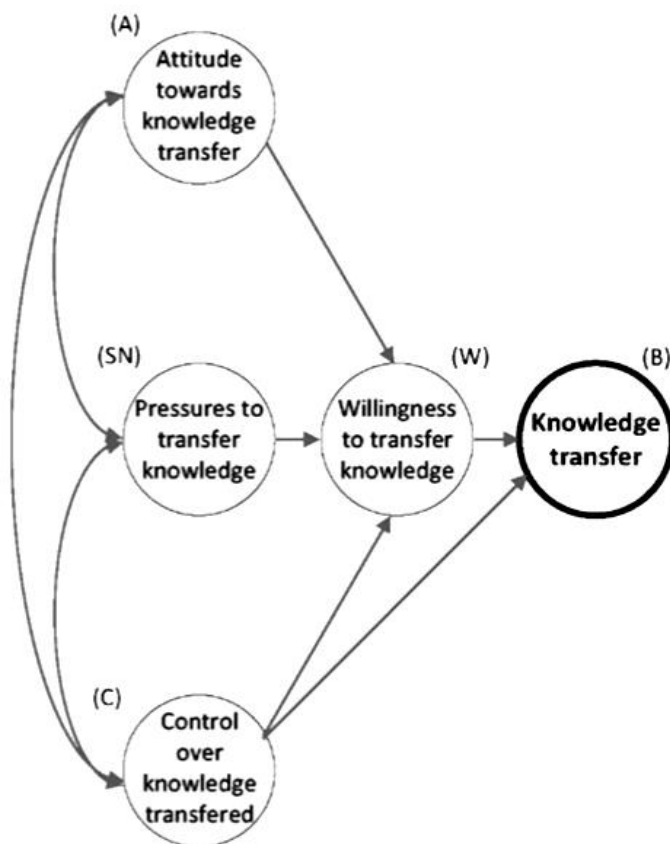 (A)
Attitude
towards
knowledge
transfer
(SN)
Pressures to
transfer
knowledge
(W)
Willingness
to transfer
knowledge
(B)
Knowledge
transfer
(C)
Control
over
knowledge
transfered